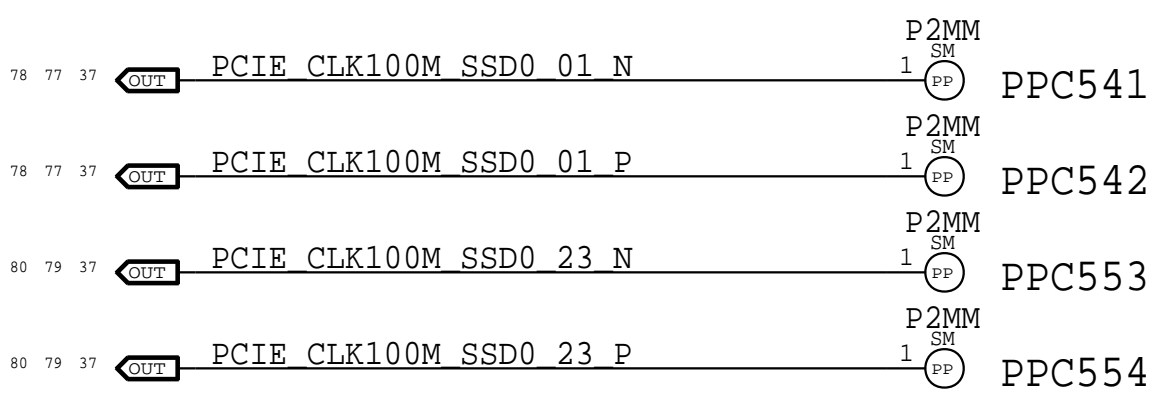 P2MM
SM
78 77 37 OUT PCIE_CLK100M_SSD0_01_N 1 PP PPC541
P2MM
SM
78 77 37 OUT PCIE_CLK100M_SSD0_01_P 1 PP PPC542
P2MM
SM
80 79 37 OUT PCIE_CLK100M_SSD0_23_N 1 PP PPC553
P2MM
SM
80 79 37 OUT PCIE_CLK100M_SSD0_23_P 1 PP PPC554